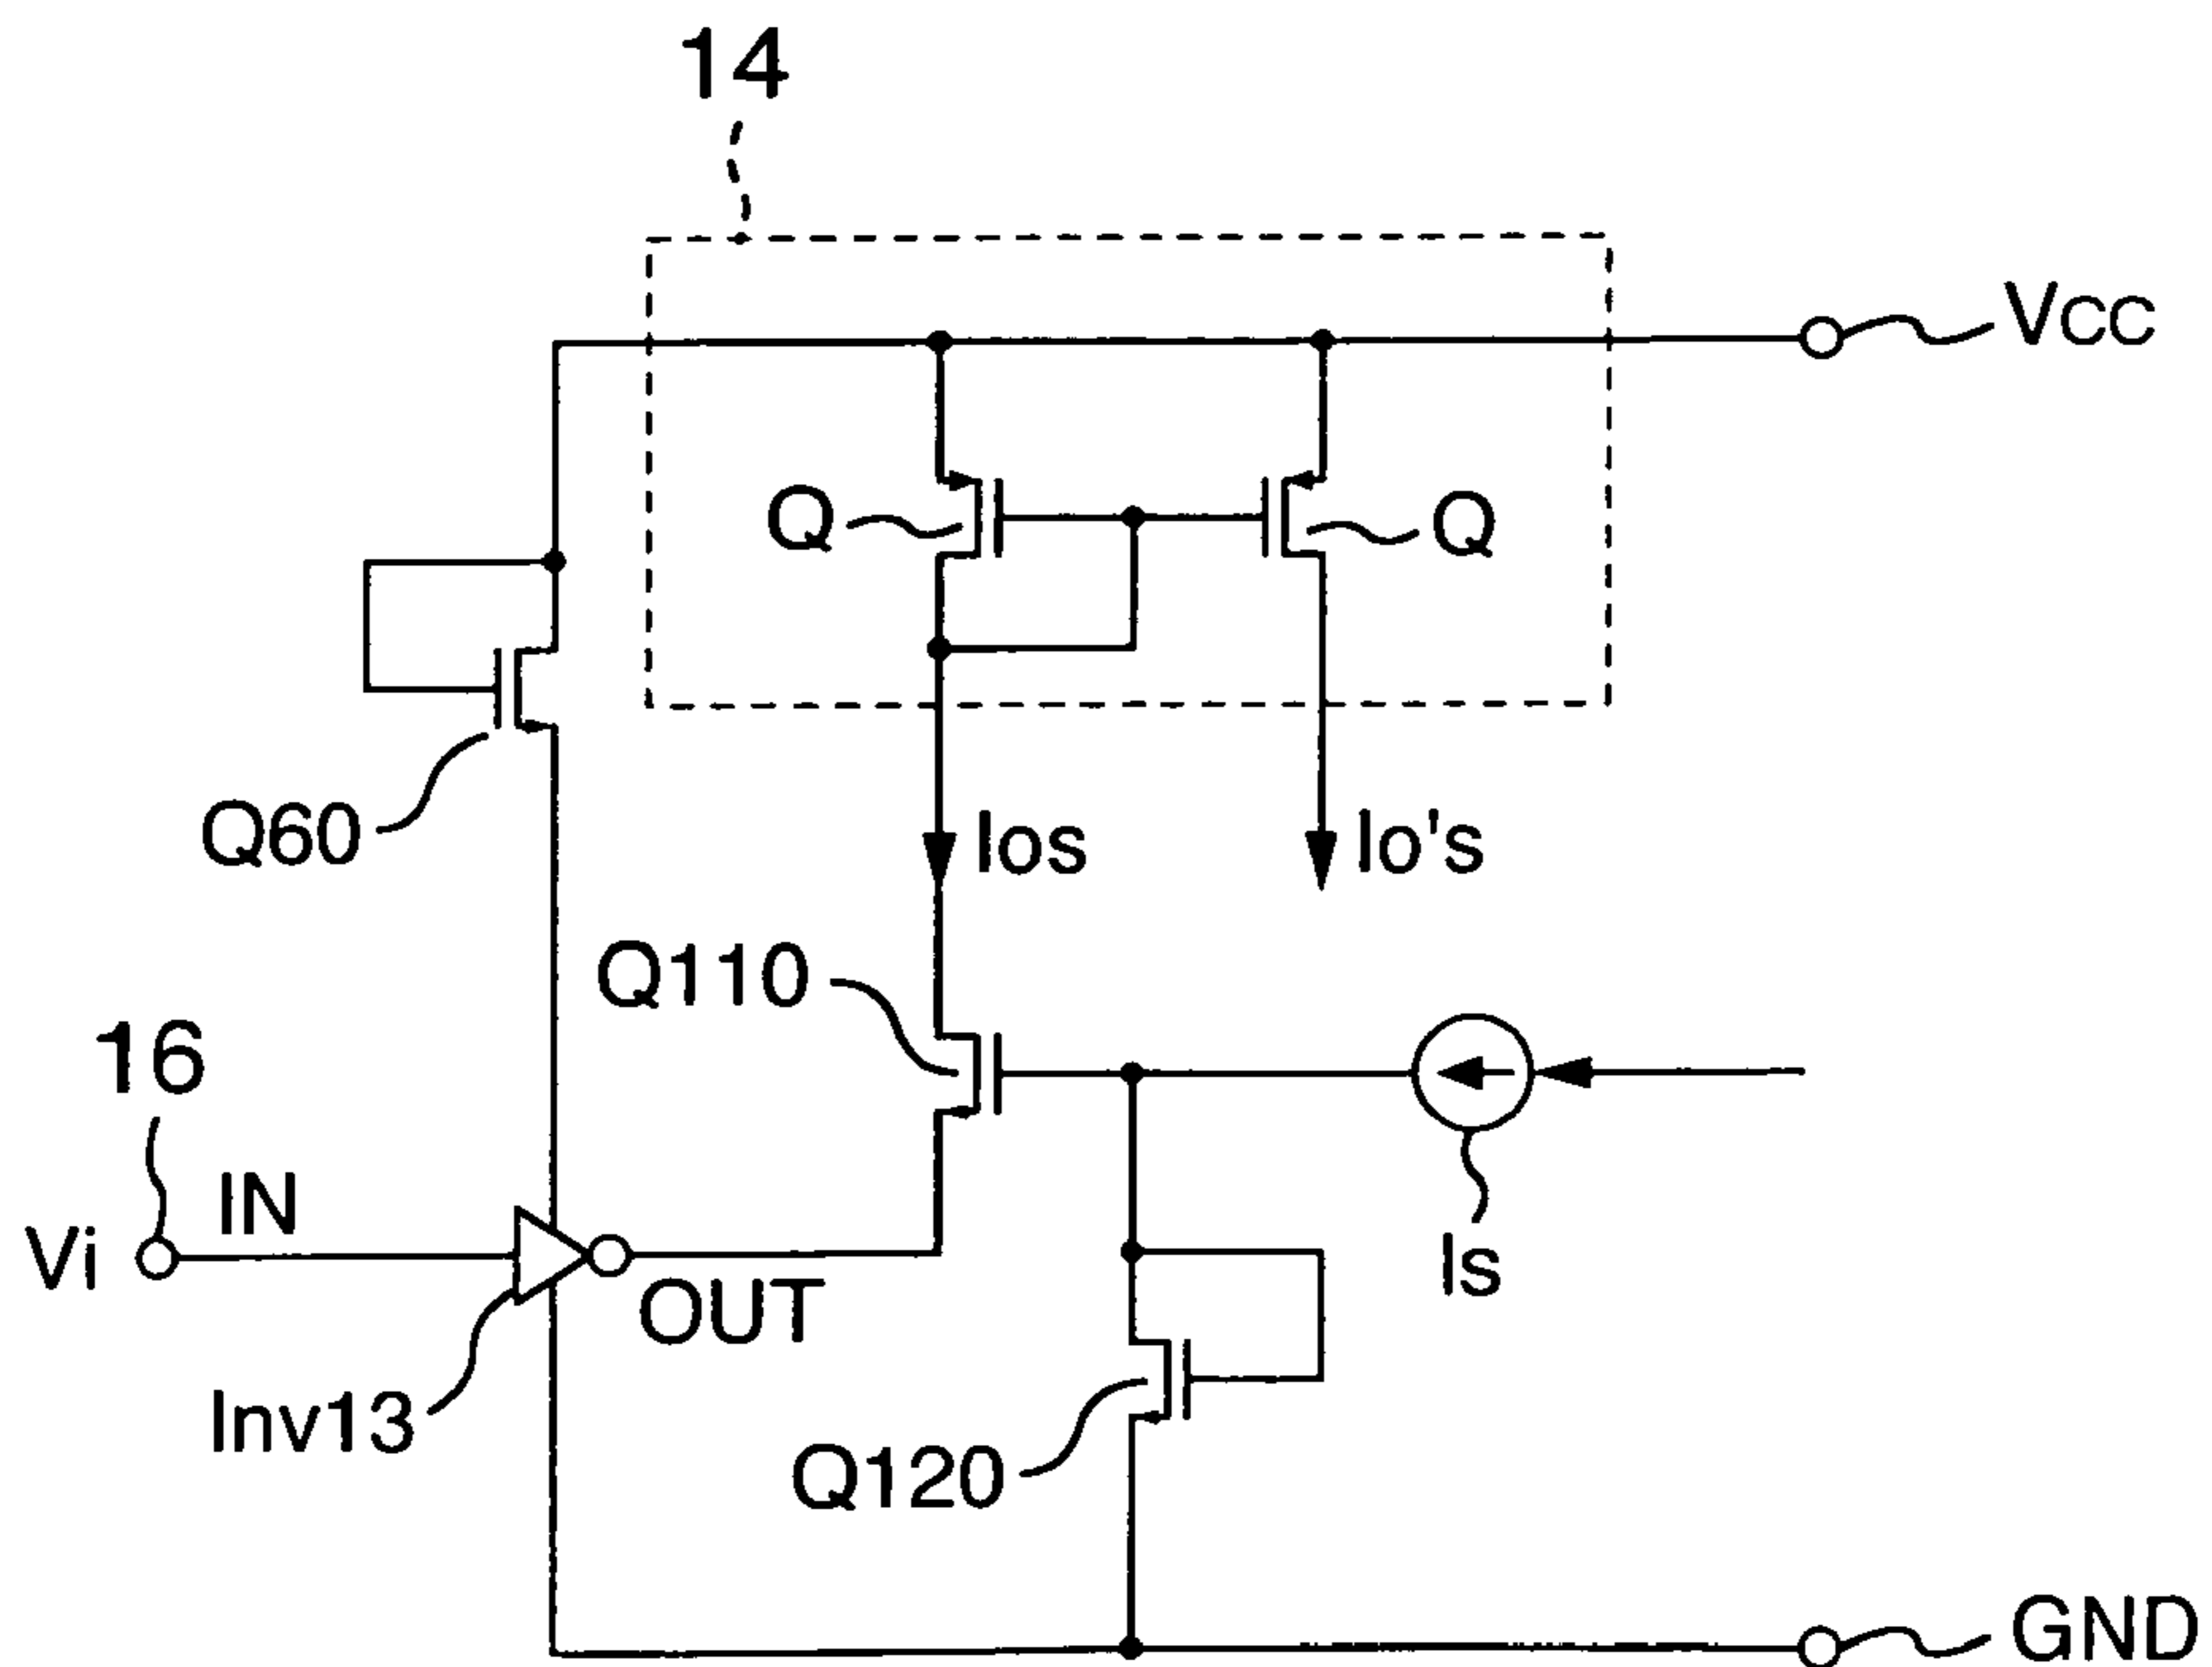 14
Vcc
Q
Q
Q60
Ios
Io's
Q110
16
IN
Vi
OUT
Is
Inv13
Q120
GND